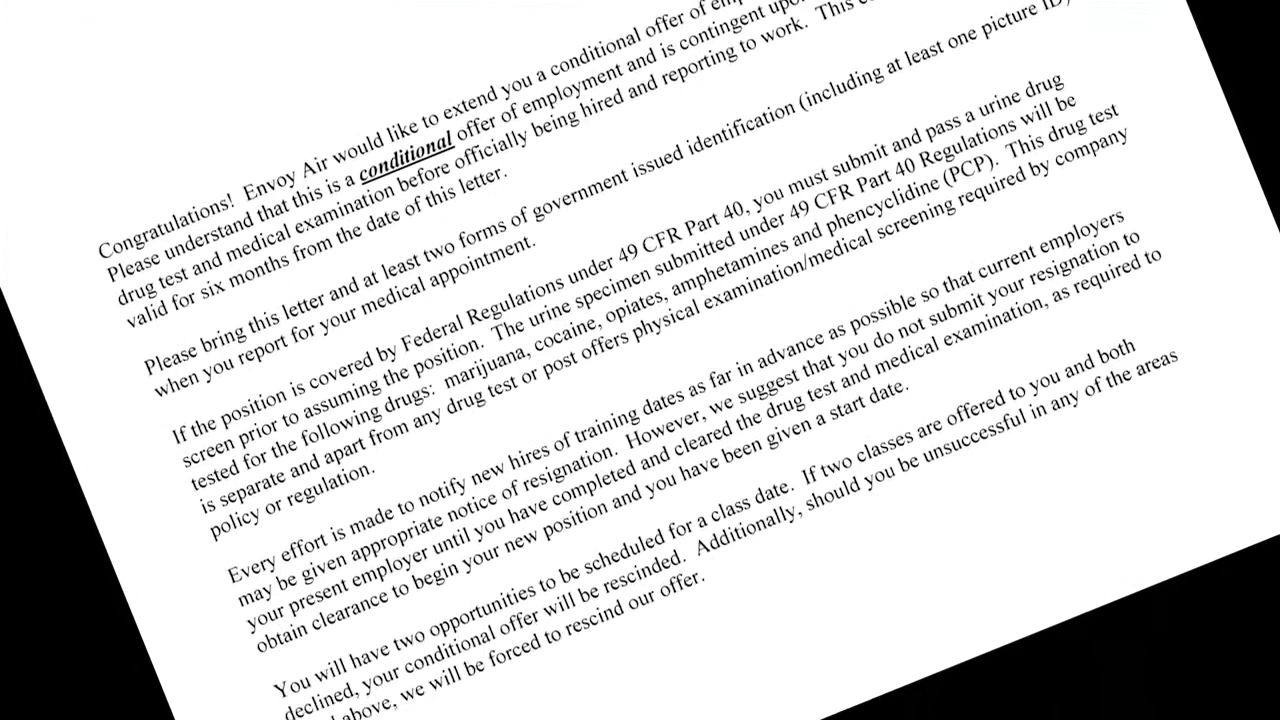 Congratulations! Envoy Air would like to extend you a conditional offer of
Please understand that this is a conditional offer of employment and is contingent
drug test and medical examination before officially being hired and reporting to work. This
valid for six months from the date of this letter.
Please bring this letter and at least two forms of government issued identification (including at least one picture ID)
when you report for your medical appointment.
If the position is covered by Federal Regulations under 49 CFR Part 40, you must submit and pass a urine drug
screen prior to assuming the position. The urine specimen submitted under 49 CFR Part 40 Regulations will be
tested for the following drugs: marijuana, cocaine, opiates, amphetamines and phencyclidine (PCP). This drug test
is separate and apart from any drug test or post offers physical examination/medical screening required by company
policy or regulation.
Every effort is made to notify new hires of training dates as far in advance as possible so that current employers
may be given appropriate notice of resignation. However, we suggest that you do not submit your resignation to
your present employer until you have completed and cleared the drug test and medical examination, as required to
obtain clearance to begin your new position and you have been given a start date.
You will have two opportunities to be scheduled for a class date. If two classes are offered to you and both
declined, your conditional offer will be rescinded. Additionally, should you be unsuccessful in any of the areas
above, we will be forced to rescind our offer.